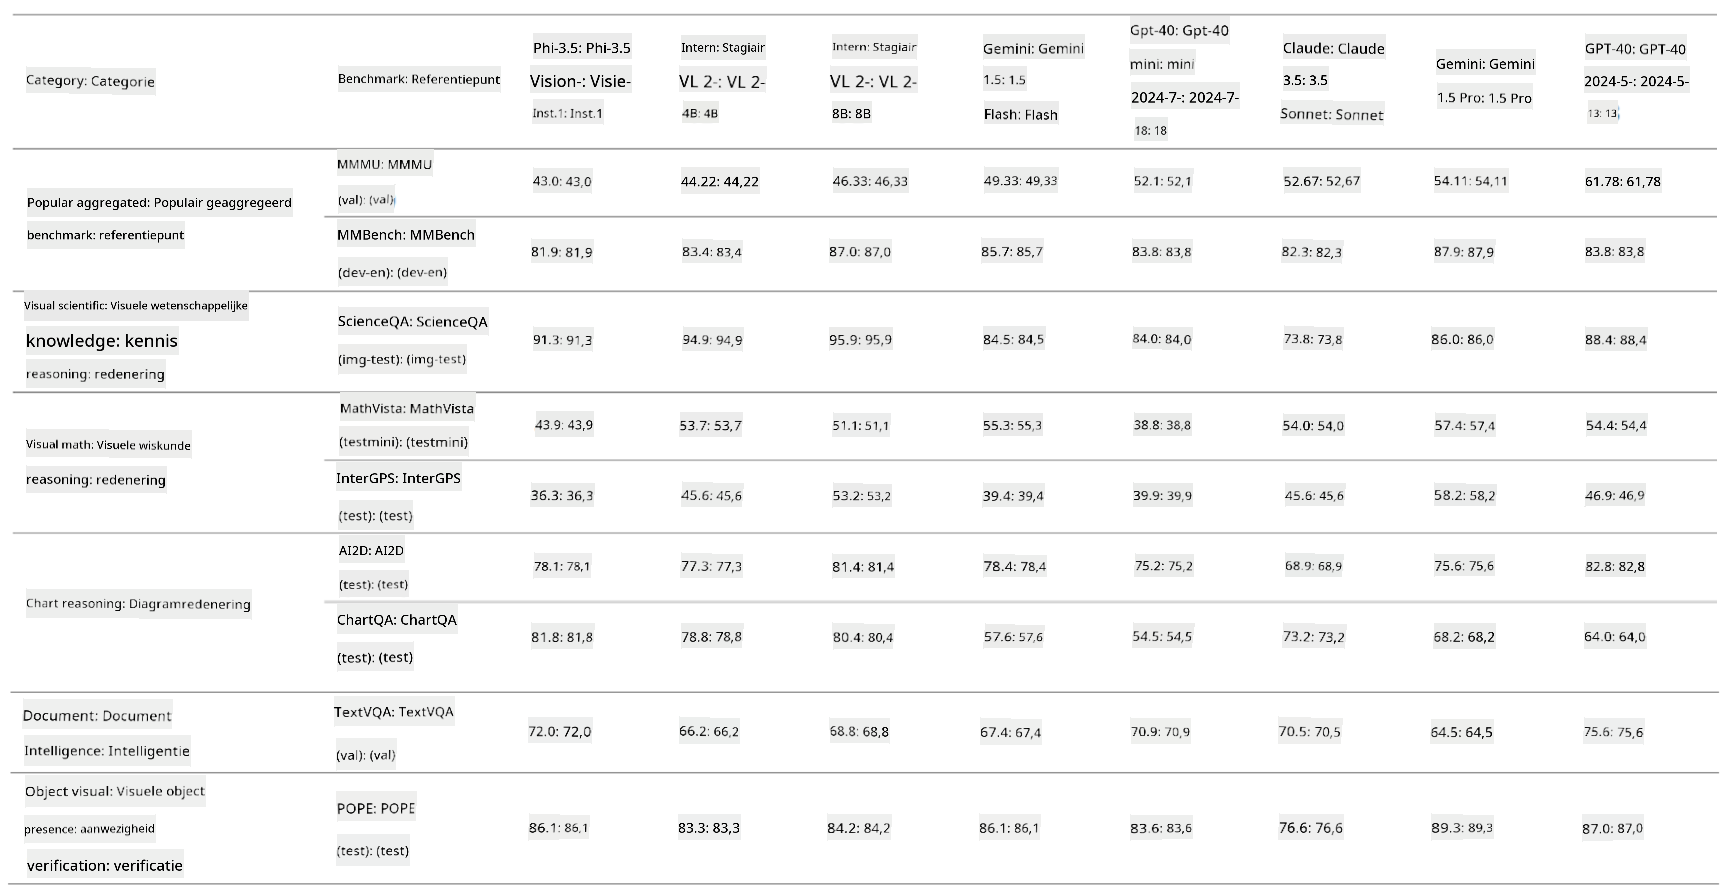 Category: Categorie
Benchmark: Referentiepunt
Phi-3.5: Phi-3.5
Vision-: Visie-
Inst.1: Inst.1
Intern: Stagiair
VL 2-: VL 2-
4B: 4B
Intern: Stagiair
VL 2-: VL 2-
8B: 8B
Gemini: Gemini
1.5: 1.5
Flash: Flash
Gpt-40: Gpt-40
mini: mini
2024-7-: 2024-7-
18: 18
Claude: Claude
3.5: 3.5
Sonnet: Sonnet
Gemini: Gemini
1.5 Pro: 1.5 Pro
GPT-40: GPT-40
2024-5-: 2024-5-
13: 13
Popular aggregated: Populair geaggregeerd
benchmark: referentiepunt
MMMU: MMMU
(val): (val)
43.0: 43,0
44.22: 44,22
46.33: 46,33
49.33: 49,33
52.1: 52,1
52.67: 52,67
54.11: 54,11
61.78: 61,78
MMBench: MMBench
(dev-en): (dev-en)
81.9: 81,9
83.4: 83,4
87.0: 87,0
85.7: 85,7
83.8: 83,8
82.3: 82,3
87.9: 87,9
83.8: 83,8
Visual scientific: Visuele wetenschappelijke
knowledge: kennis
reasoning: redenering
ScienceQA: ScienceQA
(img-test): (img-test)
91.3: 91,3
94.9: 94,9
95.9: 95,9
84.5: 84,5
84.0: 84,0
73.8: 73,8
86.0: 86,0
88.4: 88,4
Visual math: Visuele wiskunde
reasoning: redenering
MathVista: MathVista
(testmini): (testmini)
43.9: 43,9
53.7: 53,7
51.1: 51,1
55.3: 55,3
38.8: 38,8
54.0: 54,0
57.4: 57,4
54.4: 54,4
InterGPS: InterGPS
(test): (test)
36.3: 36,3
45.6: 45,6
53.2: 53,2
39.4: 39,4
39.9: 39,9
45.6: 45,6
58.2: 58,2
46.9: 46,9
Chart reasoning: Diagramredenering
AI2D: AI2D
(test): (test)
78.1: 78,1
77.3: 77,3
81.4: 81,4
78.4: 78,4
75.2: 75,2
68.9: 68,9
75.6: 75,6
82.8: 82,8
ChartQA: ChartQA
(test): (test)
81.8: 81,8
78.8: 78,8
80.4: 80,4
57.6: 57,6
54.5: 54,5
73.2: 73,2
68.2: 68,2
64.0: 64,0
Document: Document
Intelligence: Intelligentie
TextVQA: TextVQA
(val): (val)
72.0: 72,0
66.2: 66,2
68.8: 68,8
67.4: 67,4
70.9: 70,9
70.5: 70,5
64.5: 64,5
75.6: 75,6
Object visual: Visuele object
presence: aanwezigheid
verification: verificatie
POPE: POPE
(test): (test)
86.1: 86,1
83.3: 83,3
84.2: 84,2
86.1: 86,1
83.6: 83,6
76.6: 76,6
89.3: 89,3
87.0: 87,0